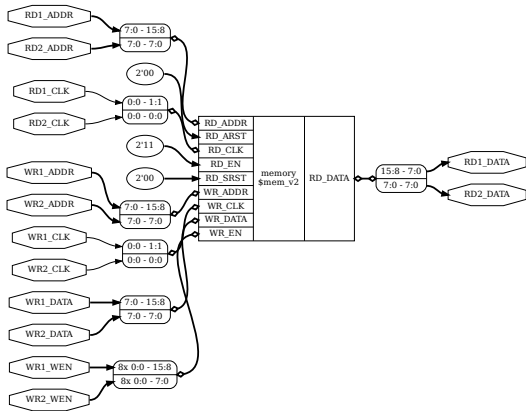 RD1_ADDR
RD2_ADDR
7:0 - 15:8
7:0 - 7:0
2'00
RD1_CLK
RD2_CLK
0:0 - 1:1
0:0 - 0:0
2'11
2'00
WR1_ADDR
WR2_ADDR
7:0 - 15:8
7:0 - 7:0
WR1_CLK
WR2_CLK
0:0 - 1:1
0:0 - 0:0
WR1_DATA
WR2_DATA
7:0 - 15:8
7:0 - 7:0
WR1_WEN
WR2_WEN
8x 0:0 - 15:8
8x 0:0 - 7:0
RD_ADDR
RD_ARST
RD_CLK
RD_EN
RD_SRST
WR_ADDR
WR_CLK
WR_DATA
WR_EN
memory
$mem_v2
RD_DATA
15:8 - 7:0
7:0 - 7:0
RD1_DATA
RD2_DATA